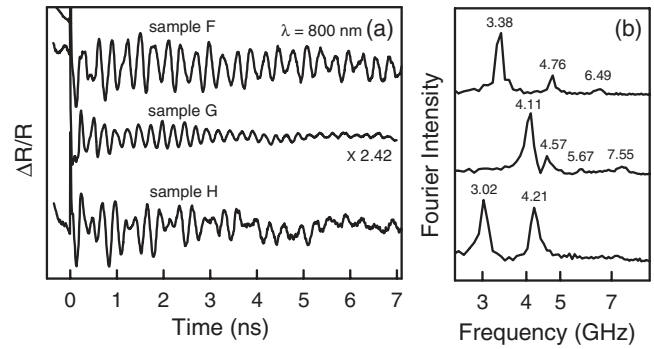 (a)
sample F
λ = 800 nm
sample G
X 2.42
sample H
ΔR/R
0 1 2 3 4 5 6 7
Time (ns)
(b)
3.38
4.76
6.49
4.11
4.57
5.67
7.55
3.02
4.21
Fourier Intensity
3 4 5 7
Frequency (GHz)